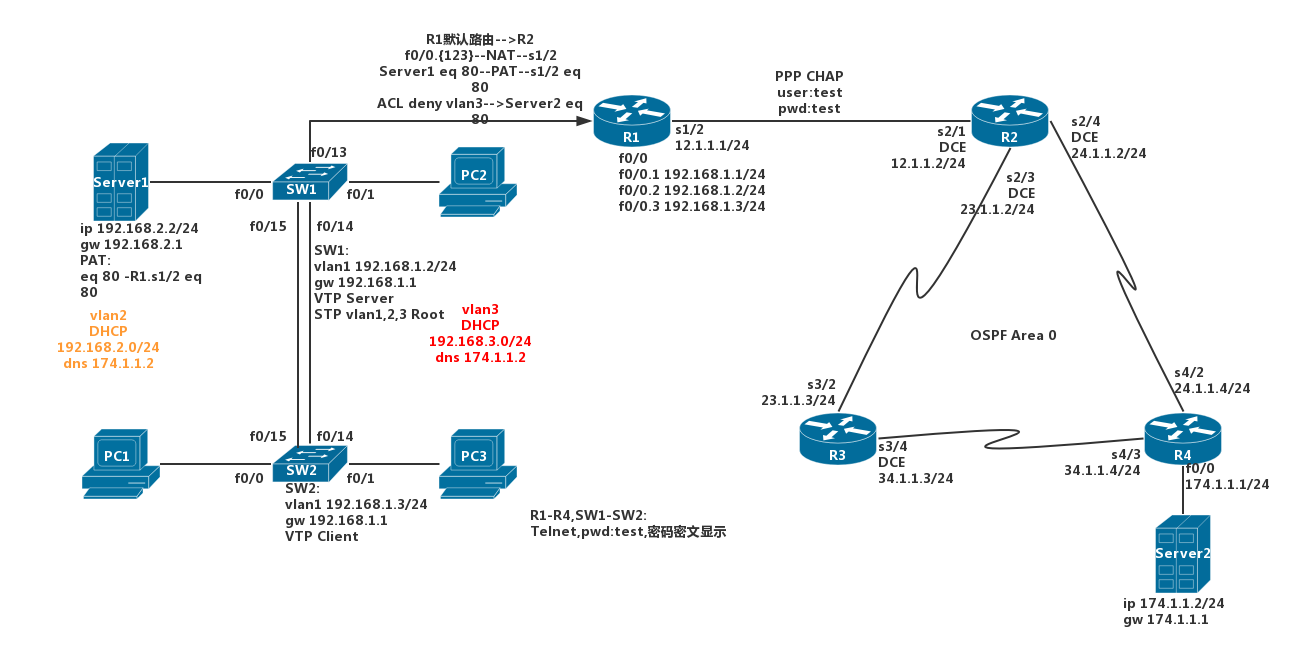 R1默认路由-->R2
f0/0.{123}--NAT--s1/2
Server1 eq 80--PAT--s1/2 eq
80
ACL deny vlan3-->Server2 eq
80
PPP CHAP
user:test
pwd:test
R1
s1/2
12.1.1.1/24
f0/0
f0/0.1 192.168.1.1/24
f0/0.2 192.168.1.2/24
f0/0.3 192.168.1.3/24
s2/1
DCE
12.1.1.2/24
R2
s2/4
DCE
24.1.1.2/24
s2/3
DCE
23.1.1.2/24
f0/13
Server1
f0/0
SW1
f0/1
PC2
ip 192.168.2.2/24
gw 192.168.2.1
PAT:
eq 80 -R1.s1/2 eq
80
f0/15
f0/14
SW1:
vlan1 192.168.1.2/24
gw 192.168.1.1
VTP Server
STP vlan1,2,3 Root
vlan2
DHCP
192.168.2.0/24
dns 174.1.1.2
vlan3
DHCP
192.168.3.0/24
dns 174.1.1.2
OSPF Area 0
s3/2
23.1.1.3/24
s4/2
24.1.1.4/24
f0/15
f0/14
PC1
f0/0
SW2
f0/1
PC3
SW2:
vlan1 192.168.1.3/24
gw 192.168.1.1
VTP Client
R3
s3/4
DCE
34.1.1.3/24
s4/3
34.1.1.4/24
R4
f0/0
174.1.1.1/24
R1-R4,SW1-SW2:
Telnet,pwd:test,密码密文显示
Server2
ip 174.1.1.2/24
gw 174.1.1.1